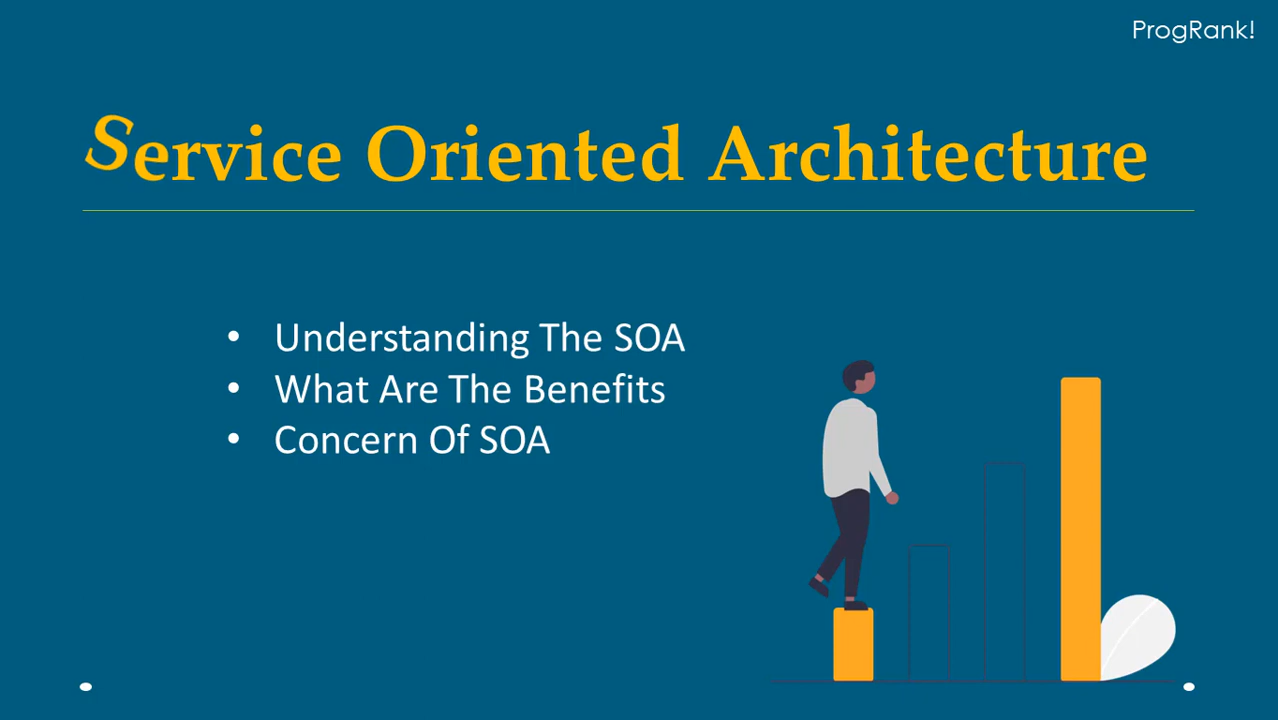 ProgRank!
Service Oriented Architecture
• Understanding The SOA
• What Are The Benefits
• Concern Of SOA